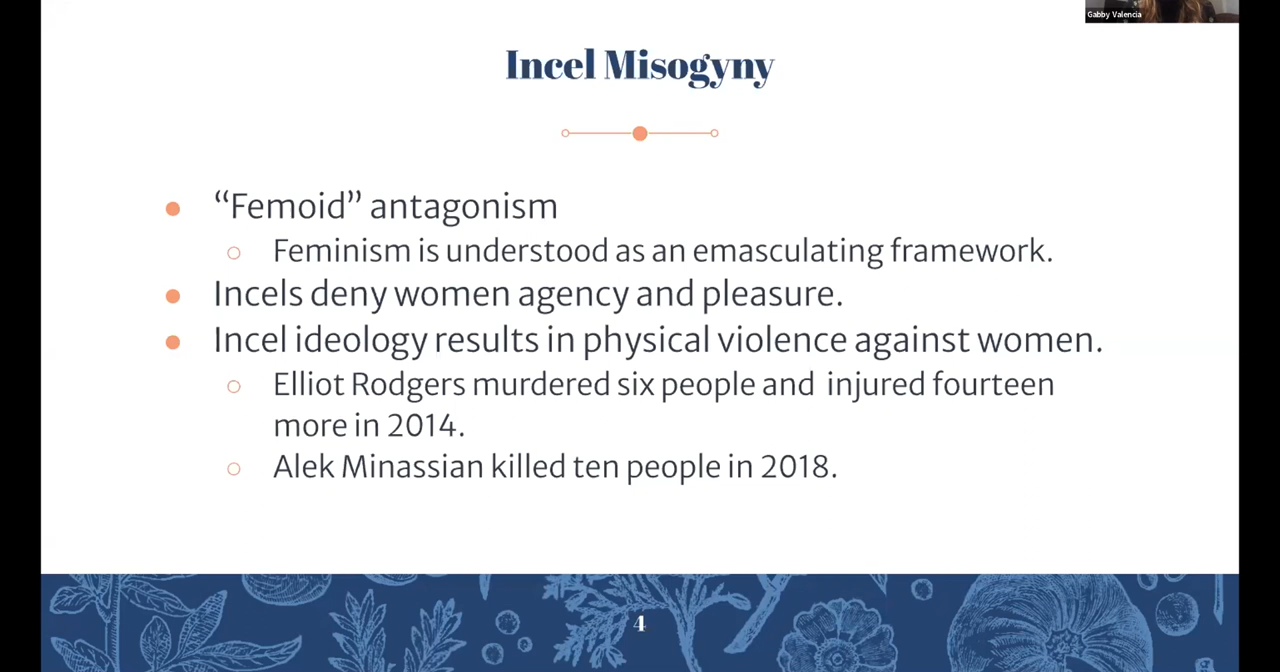 Gabby Valencia
Incel Misogyny
“Femoid” antagonism
Feminism is understood as an emasculating framework.
Incels deny women agency and pleasure.
Incel ideology results in physical violence against women.
Elliot Rodgers murdered six people and injured fourteen
more in 2014.
Alek Minassian killed ten people in 2018.
4